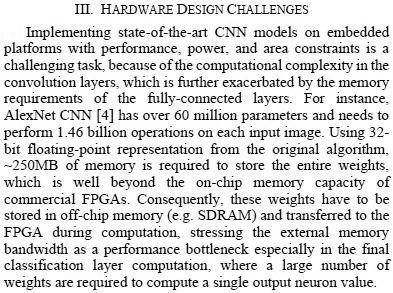 III. HARDWARE DESIGN CHALLENGES
Implementing state-of-the-art CNN models on embedded
platforms with performance, power, and area constraints is a
challenging task, because of the computational complexity in the
convolution layers, which is further exacerbated by the memory
requirements of the fully-connected layers. For instance,
AlexNet CNN [4] has over 60 million parameters and needs to
perform 1.46 billion operations on each input image. Using 32-
bit floating-point representation from the original algorithm,
~250MB of memory is required to store the entire weights,
which is well beyond the on-chip memory capacity of
commercial FPGAs. Consequently, these weights have to be
stored in off-chip memory (e.g. SDRAM) and transferred to the
FPGA during computation, stressing the external memory
bandwidth as a performance bottleneck especially in the final
classification layer computation, where a large number of
weights are required to compute a single output neuron value.